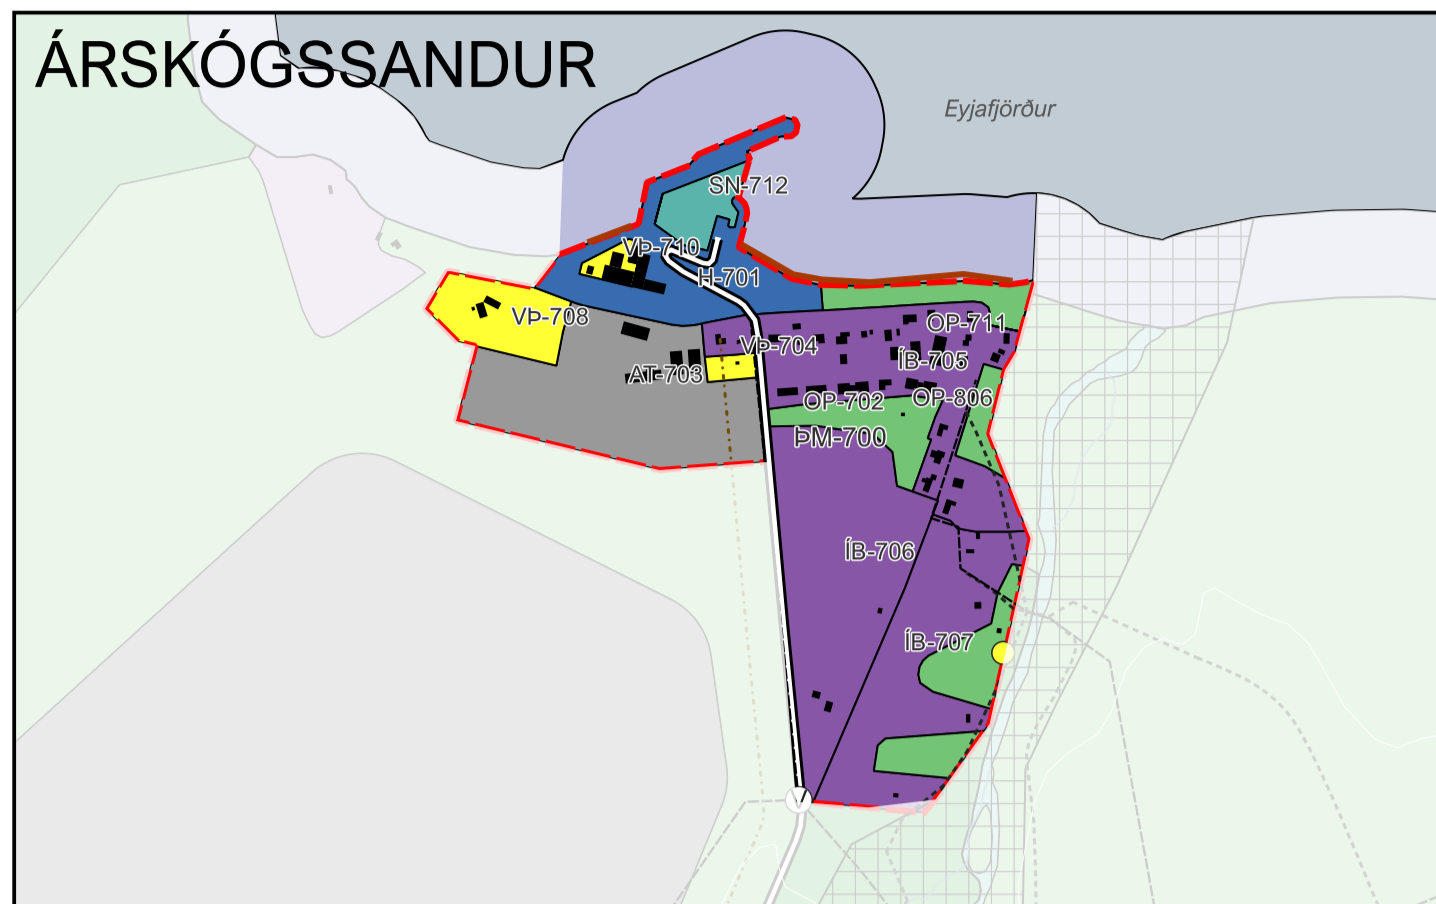 ÁRSKÓGSSANDUR
Eyjafjörður
SN-712
VÞ-710
H-701
VÞ-708
OP-711
VÞ-704
ÍB-705
AT-703
OP-702
OP-806
ÞM-700
ÍB-706
ÍB-707
V